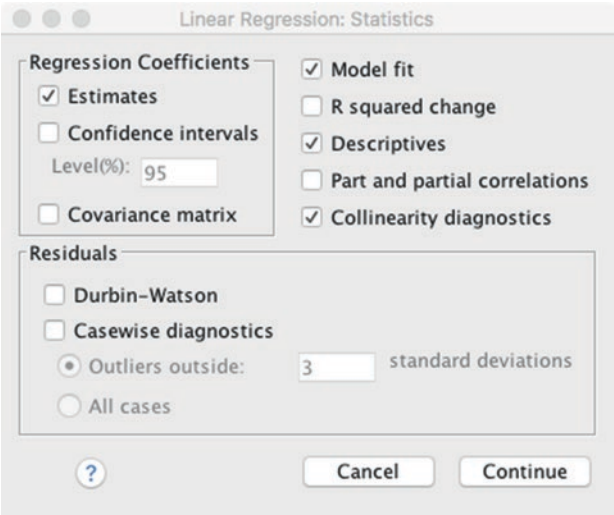 Linear Regression: Statistics
Regression Coefficients
Estimates
Confidence intervals
Level(%): 95
Covariance matrix
Model fit
R squared change
Descriptives
Part and partial correlations
Collinearity diagnostics
Residuals
Durbin-Watson
Casewise diagnostics
Outliers outside: 3 standard deviations
All cases
? Cancel Continue